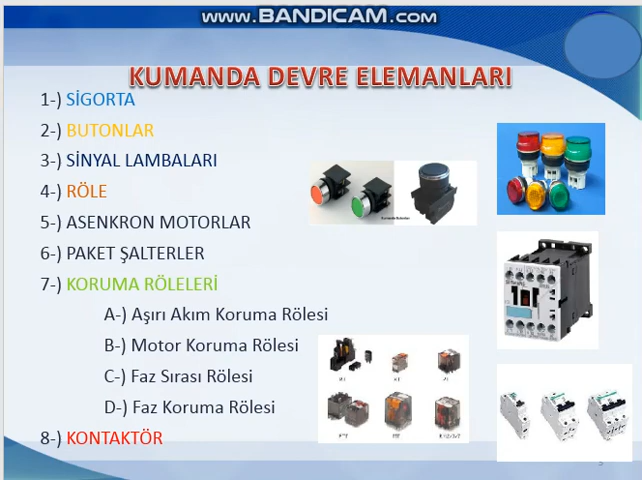 www.BANDICAM.com
KUMANDA DEVRE ELEMANLARI
1-) SİGORTA
2-) BUTONLAR
3-) SİNYAL LAMBALARI
4-) RÖLE
5-) ASENKRON MOTORLAR
6-) PAKET ŞALTERLER
7-) KORUMA RÖLELERİ
A-) Aşırı Akım Koruma Rölesi
B-) Motor Koruma Rölesi
C-) Faz Sırası Rölesi
D-) Faz Koruma Rölesi
8-) KONTAKTÖR